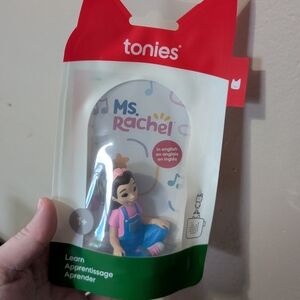 tonies®
Ms.
Rachel
in english
en anglais
en inglés
Learn
Apprentissage
Aprender